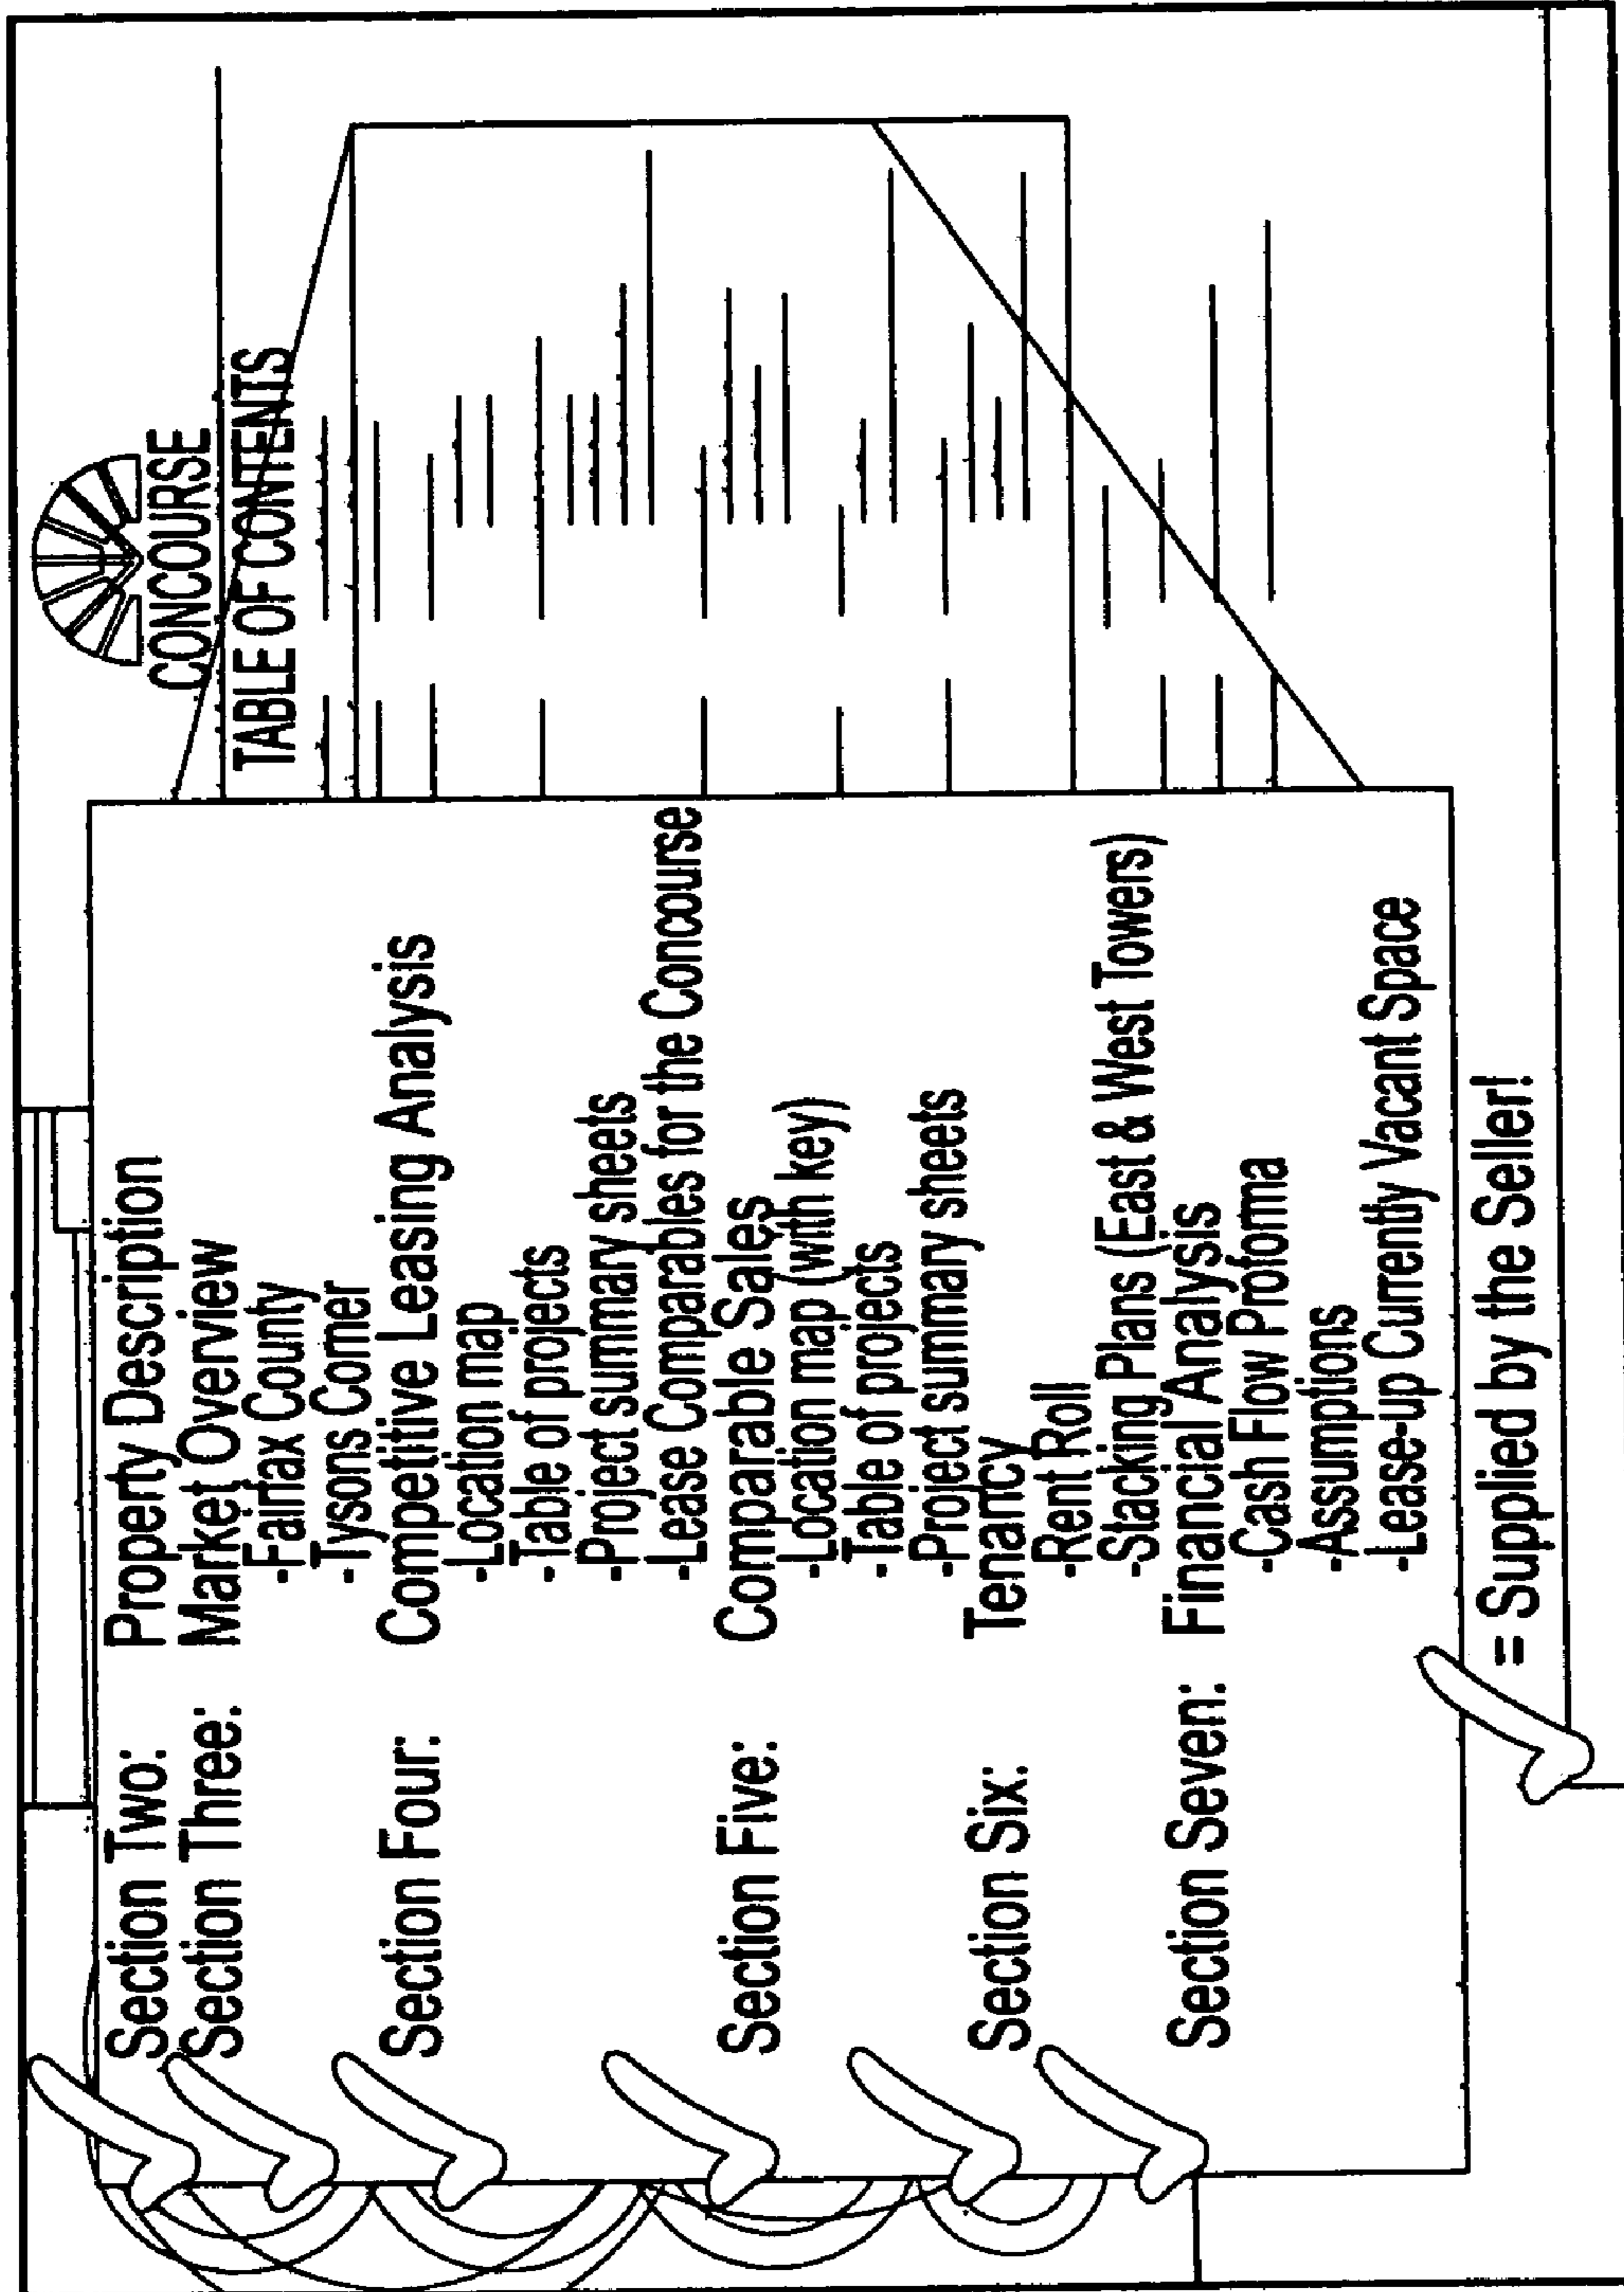 CONCOURSE
TABLE OF CONTENTS
Section Two: Property Description
Section Three: Market Overview
-Fairfax County
-Tysons Corner
Section Four: Competitive Leasing Analysis
-Location map
-Table of projects
-Project summary sheets
-Lease Comparables for the Concourse
Section Five: Comparable Sales
-Location map (with key)
-Table of projects
-Project summary sheets
Section Six: Tenancy
-Rent Roll
-Stacking Plans (East & West Towers)
Section Seven: Financial Analysis
-Cash Flow Proforma
-Assumptions
-Lease-up Currently Vacant Space
= Supplied by the Seller!